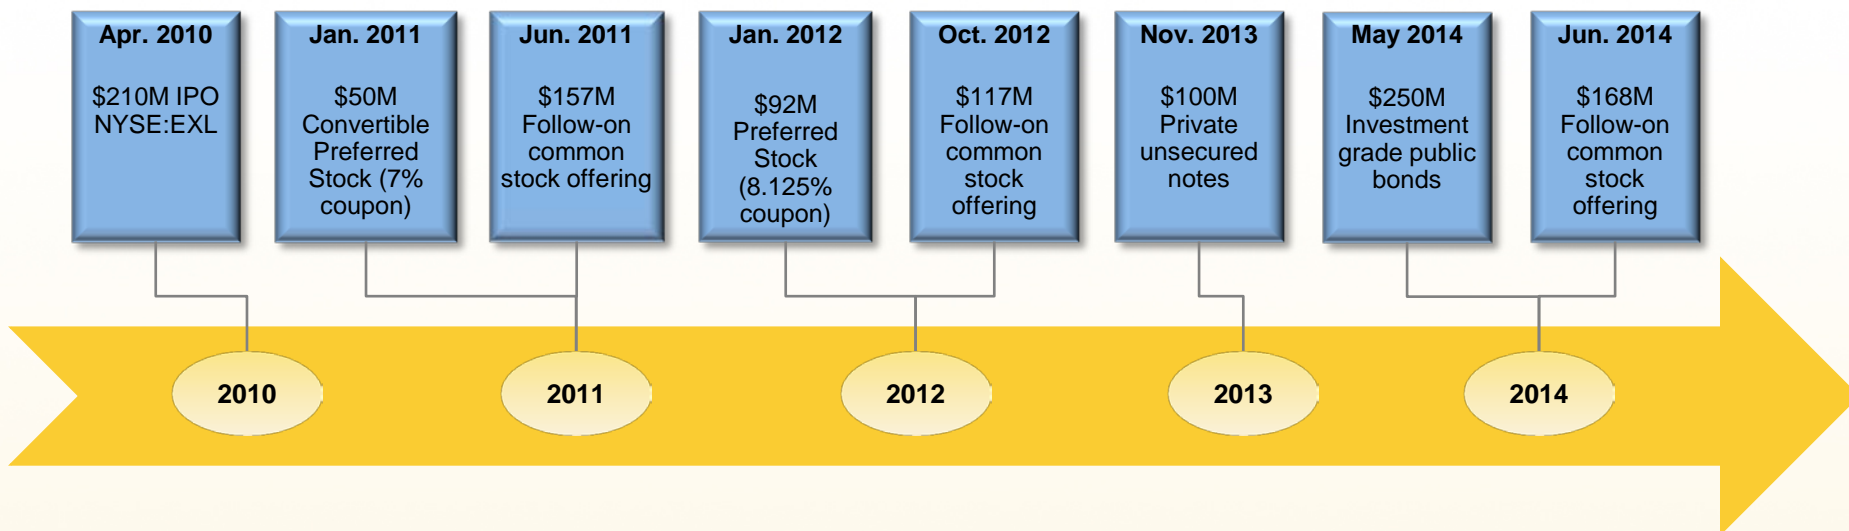 Apr. 2010
$210M IPO
NYSE:EXL
Jan. 2011
$50M
Convertible
Preferred
Stock (7%
coupon)
Jun. 2011
$157M
Follow-on
common
stock offering
Jan. 2012
$92M
Preferred
Stock
(8.125%
coupon)
Oct. 2012
$117M
Follow-on
common
stock
offering
Nov. 2013
$100M
Private
unsecured
notes
May 2014
$250M
Investment
grade public
bonds
Jun. 2014
$168M
Follow-on
common
stock
offering
2010
2011
2012
2013
2014